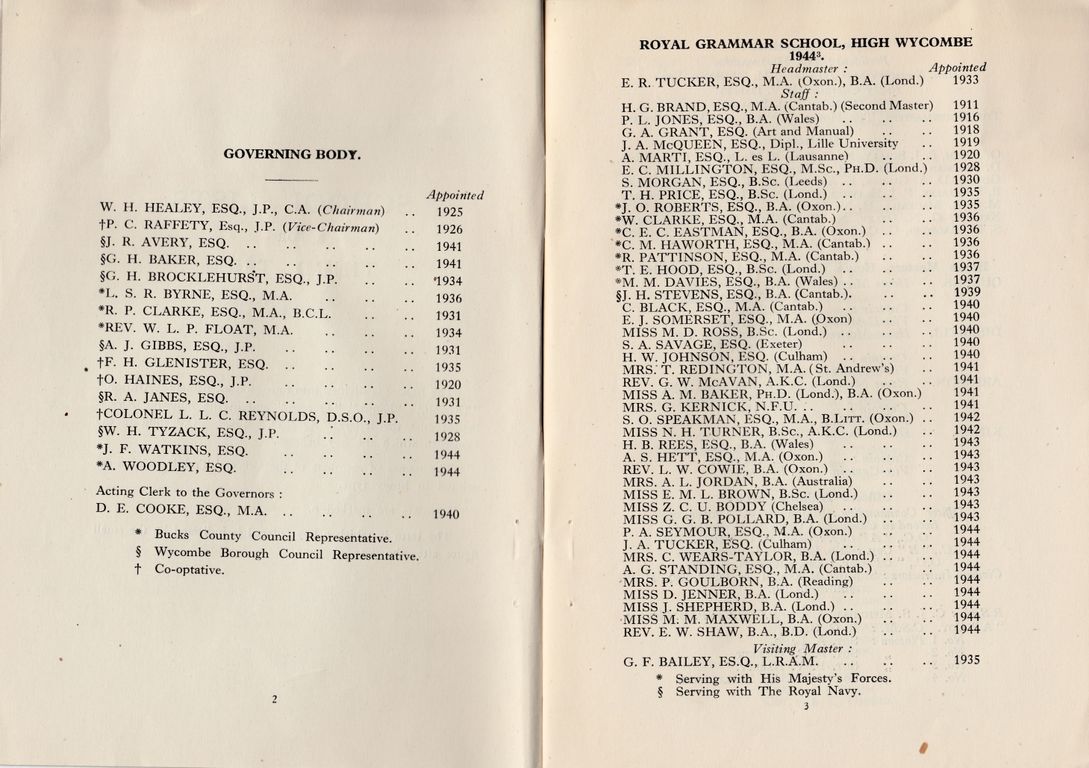 GOVERNING BODY.
Appointed
W. H. HEALEY, ESQ., J.P., C.A. (Chairman) .. 1925
†P. C. RAFFETY, Esq., J.P. (Vice-Chairman) .. 1926
§J. R. AVERY, ESQ. .. .. .. .. .. 1941
§G. H. BAKER, ESQ. .. .. .. .. .. 1941
§G. H. BROCKLEHURST, ESQ., J.P. .. .. 1934
*L. S. R. BYRNE, ESQ., M.A. .. .. .. 1936
*R. P. CLARKE, ESQ., M.A., B.C.L. .. .. 1931
*REV. W. L. P. FLOAT, M.A. .. .. .. 1934
§A. J. GIBBS, ESQ., J.P. .. .. .. .. 1931
†F. H. GLENISTER, ESQ. .. .. .. .. 1935
†O. HAINES, ESQ., J.P. .. .. .. .. 1920
§R. A. JANES, ESQ. .. .. .. .. .. 1931
†COLONEL L. L. C. REYNOLDS, D.S.O., J.P. 1935
§W. H. TYZACK, ESQ., J.P. .. .. .. 1928
*J. F. WATKINS, ESQ. .. .. .. .. 1944
*A. WOODLEY, ESQ. .. .. .. .. 1944
Acting Clerk to the Governors :
D. E. COOKE, ESQ., M.A. .. .. .. .. 1940
* Bucks County Council Representative.
§ Wycombe Borough Council Representative.
† Co-optative.
2
ROYAL GRAMMAR SCHOOL, HIGH WYCOMBE
1944³.
Headmaster : Appointed
E. R. TUCKER, ESQ., M.A. (Oxon.), B.A. (Lond.) 1933
Staff :
H. G. BRAND, ESQ., M.A. (Cantab.) (Second Master) 1911
P. L. JONES, ESQ., B.A. (Wales) .. .. .. 1916
G. A. GRANT, ESQ. (Art and Manual) .. .. 1918
J. A. McQUEEN, ESQ., Dipl., Lille University .. 1919
A. MARTI, ESQ., L. es L. (Lausanne) .. .. 1920
E. C. MILLINGTON, ESQ., M.Sc., PH.D. (Lond.) 1928
S. MORGAN, ESQ., B.Sc. (Leeds) .. .. .. 1930
T. H. PRICE, ESQ., B.Sc. (Lond.) .. .. 1935
*J. O. ROBERTS, ESQ., B.A. (Oxon.).. .. .. 1935
*W. CLARKE, ESQ., M.A. (Cantab.) .. .. 1936
*C. E. C. EASTMAN, ESQ., B.A. (Oxon.) .. .. 1936
*C. M. HAWORTH, ESQ., M.A. (Cantab.) .. .. 1936
*R. PATTINSON, ESQ., M.A. (Cantab.) .. .. 1936
*T. E. HOOD, ESQ., B.Sc. (Lond.) .. .. 1937
*M. M. DAVIES, ESQ., B.A. (Wales) .. .. .. 1937
§J. H. STEVENS, ESQ., B.A. (Cantab.). .. .. 1939
C. BLACK, ESQ., M.A. (Cantab.) .. .. .. 1940
E. J. SOMERSET, ESQ., M.A. (Oxon) .. .. 1940
MISS M. D. ROSS, B.Sc. (Lond.) .. .. .. 1940
S. A. SAVAGE, ESQ. (Exeter) .. .. .. 1940
H. W. JOHNSON, ESQ. (Culham) .. .. .. 1940
MRS. T. REDINGTON, M.A. (St. Andrew's) .. 1941
REV. G. W. McAVAN, A.K.C. (Lond.) .. .. 1941
MISS A. M. BAKER, PH.D. (Lond.), B.A. (Oxon.) 1941
MRS. G. KERNICK, N.F.U. .. .. .. .. 1941
S. O. SPEAKMAN, ESQ., M.A., B.LITT. (Oxon.) .. 1942
MISS N. H. TURNER, B.Sc., A.K.C. (Lond.) .. 1942
H. B. REES, ESQ., B.A. (Wales) .. .. .. 1943
A. S. HETT, ESQ., M.A. (Oxon.) .. .. .. 1943
REV. L. W. COWIE, B.A. (Oxon.) .. .. .. 1943
MRS. A. L. JORDAN, B.A. (Australia) .. .. 1943
MISS E. M. L. BROWN, B.Sc. (Lond.) .. .. 1943
MISS Z. C. U. BODDY (Chelsea) .. .. .. 1943
MISS G. G. B. POLLARD, B.A. (Lond.) .. .. 1943
P. A. SEYMOUR, ESQ., M.A. (Oxon.) .. .. 1944
J. A. TUCKER, ESQ. (Culham) .. .. .. 1944
MRS. C. WEARS-TAYLOR, B.A. (Lond.) .. .. 1944
A. G. STANDING, ESQ., M.A. (Cantab.) .. .. 1944
MRS. P. GOULBORN, B.A. (Reading) .. .. 1944
MISS D. JENNER, B.A. (Lond.) .. .. .. 1944
MISS J. SHEPHERD, B.A. (Lond.) .. .. .. 1944
MISS M. M. MAXWELL, B.A. (Oxon.) .. .. 1944
REV. E. W. SHAW, B.A., B.D. (Lond.) .. .. 1944
Visiting Master :
G. F. BAILEY, ES.Q., L.R.A.M. .. .. .. 1935
* Serving with His Majesty's Forces.
§ Serving with The Royal Navy.
3